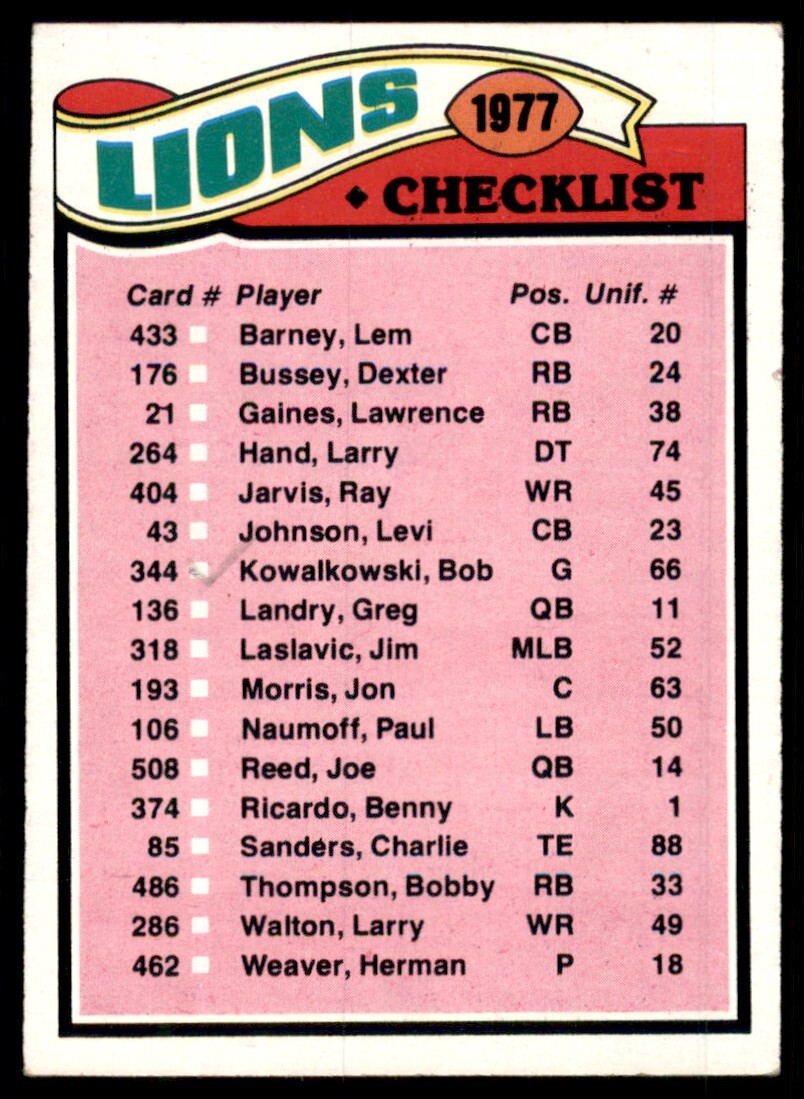 LIONS 1977
◆ CHECKLIST
Card # Player Pos. Unif. #
433 Barney, Lem CB 20
176 Bussey, Dexter RB 24
21 Gaines, Lawrence RB 38
264 Hand, Larry DT 74
404 Jarvis, Ray WR 45
43 Johnson, Levi CB 23
344 Kowalkowski, Bob G 66
136 Landry, Greg QB 11
318 Laslavic, Jim MLB 52
193 Morris, Jon C 63
106 Naumoff, Paul LB 50
508 Reed, Joe QB 14
374 Ricardo, Benny K 1
85 Sanders, Charlie TE 88
486 Thompson, Bobby RB 33
286 Walton, Larry WR 49
462 Weaver, Herman P 18